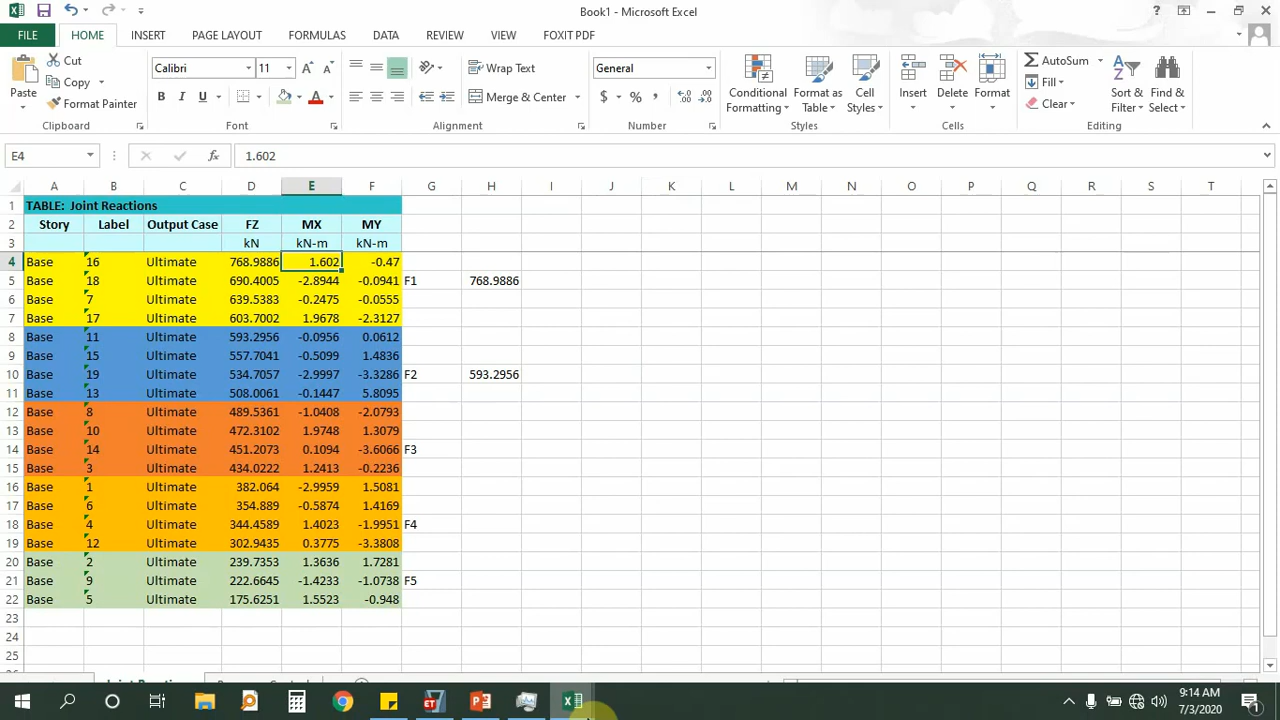 Book1 - Microsoft Excel
FILE HOME INSERT PAGE LAYOUT FORMULAS DATA REVIEW VIEW FOXIT PDF
Paste Cut Copy Format Painter Clipboard
Calibri 11 B I U A A A Font
Wrap Text Merge & Center Alignment
General $ % , Number
Conditional Formatting Format as Table Cell Styles Styles
Insert Delete Format Cells
AutoSum Fill Clear Sort & Filter Find & Select Editing
E4 fx 1.602
A B C D E F G H I J K L M N O P Q R S T
1 TABLE: Joint Reactions
2 Story Label Output Case FZ MX MY
3 kN kN-m kN-m
4 Base 16 Ultimate 768.9886 1.602 -0.47
5 Base 18 Ultimate 690.4005 -2.8944 -0.0941 F1 768.9886
6 Base 7 Ultimate 639.5383 -0.2475 -0.0555
7 Base 17 Ultimate 603.7002 1.9678 -2.3127
8 Base 11 Ultimate 593.2956 -0.0956 0.0612
9 Base 15 Ultimate 557.7041 -0.5099 1.4836
10 Base 19 Ultimate 534.7057 -2.9997 -3.3286 F2 593.2956
11 Base 13 Ultimate 508.0061 -0.1447 5.8095
12 Base 8 Ultimate 489.5361 -1.0408 -2.0793
13 Base 10 Ultimate 472.3102 1.9748 1.3079
14 Base 14 Ultimate 451.2073 0.1094 -3.6066 F3
15 Base 3 Ultimate 434.0222 1.2413 -0.2236
16 Base 1 Ultimate 382.064 -2.9959 1.5081
17 Base 6 Ultimate 354.889 -0.5874 1.4169
18 Base 4 Ultimate 344.4589 1.4023 -1.9951 F4
19 Base 12 Ultimate 302.9435 0.3775 -3.3808
20 Base 2 Ultimate 239.7353 1.3636 1.7281
21 Base 9 Ultimate 222.6645 -1.4233 -1.0738 F5
22 Base 5 Ultimate 175.6251 1.5523 -0.948
23
24
25
9:14 AM
7/3/2020